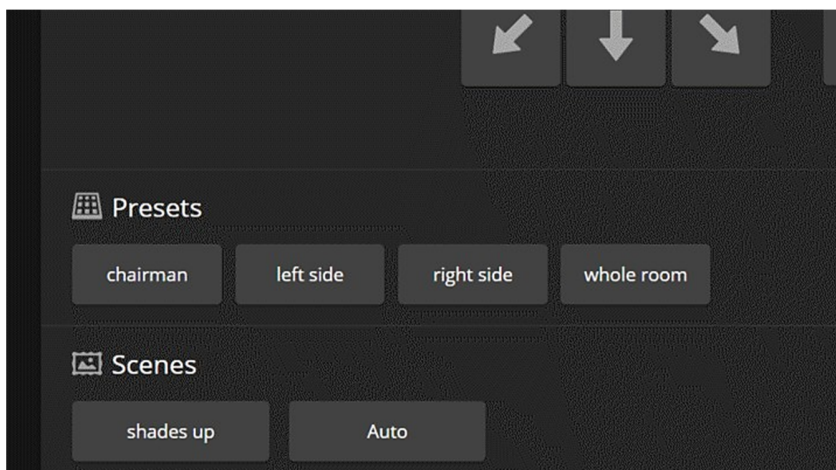 Presets
chairman left side right side whole room
Scenes
shades up Auto